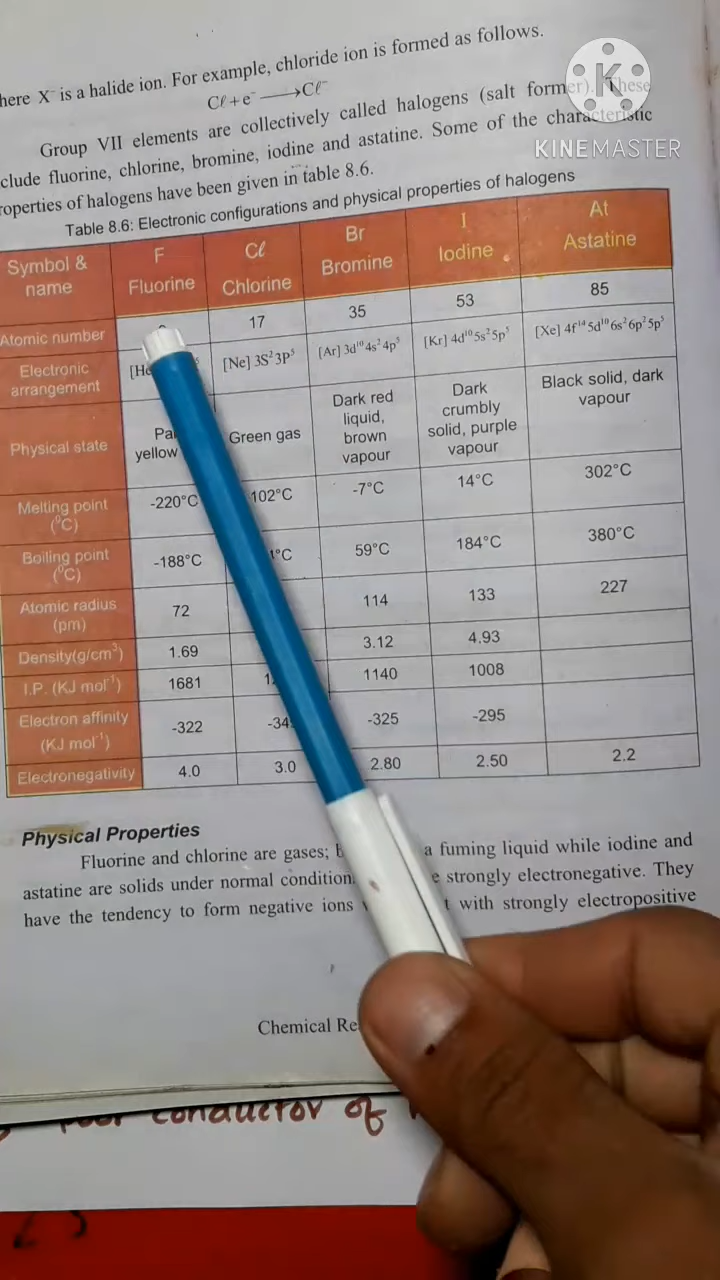 here X⁻ is a halide ion. For example, chloride ion is formed as follows.
Cℓ + e⁻ ⟶ Cℓ⁻
Group VII elements are collectively called halogens (salt former). These
clude fluorine, chlorine, bromine, iodine and astatine. Some of the characteristic
roperties of halogens have been given in table 8.6.
KINEMASTER
Table 8.6: Electronic configurations and physical properties of halogens
Symbol & name F Fluorine Cℓ Chlorine Br Bromine I Iodine At Astatine
Atomic number 17 35 53 85
Electronic arrangement [Ne] 3S² 3P⁵ [Ar] 3d¹⁰ 4s² 4p⁵ [Kr] 4d¹⁰ 5s² 5p⁵ [Xe] 4f¹⁴ 5d¹⁰ 6s² 6p² 5p⁵
Physical state yellow Green gas Dark red liquid, brown vapour Dark crumbly solid, purple vapour Black solid, dark vapour
Melting point (⁰C) -220°C 102°C -7°C 14°C 302°C
Boiling point (⁰C) -188°C 59°C 184°C 380°C
Atomic radius (pm) 72 114 133 227
Density(g/cm³) 1.69 3.12 4.93
I.P. (KJ mol⁻¹) 1681 1140 1008
Electron affinity (KJ mol⁻¹) -322 -325 -295
Electronegativity 4.0 3.0 2.80 2.50 2.2
Physical Properties
Fluorine and chlorine are gases; a fuming liquid while iodine and
astatine are solids under normal condition strongly electronegative. They
have the tendency to form negative ions with strongly electropositive
Chemical Re
conductor of